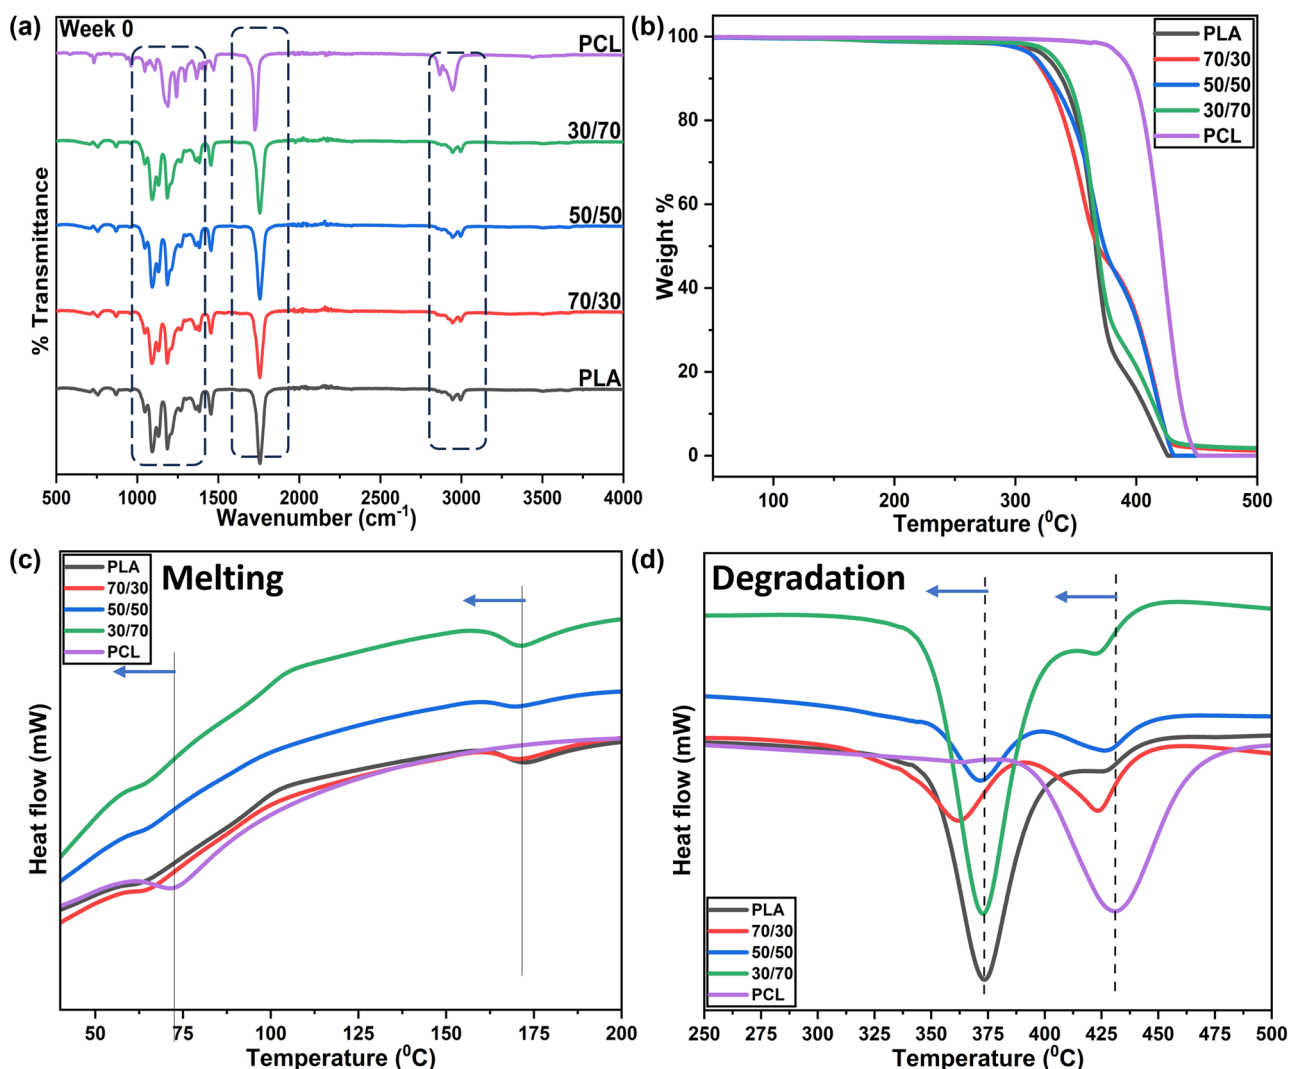 (a)
Week 0
PCL
30/70
50/50
70/30
PLA
% Transmittance
500 1000 1500 2000 2500 3000 3500 4000
Wavenumber (cm⁻¹)
(b)
PLA
70/30
50/50
30/70
PCL
100
80
60
40
20
0
Weight %
100 200 300 400 500
Temperature (⁰C)
(c)
PLA
70/30
50/50
30/70
PCL
Melting
Heat flow (mW)
50 75 100 125 150 175 200
Temperature (⁰C)
(d)
Degradation
Heat flow (mW)
PLA
70/30
50/50
30/70
PCL
250 275 300 325 350 375 400 425 450 475 500
Temperature (⁰C)